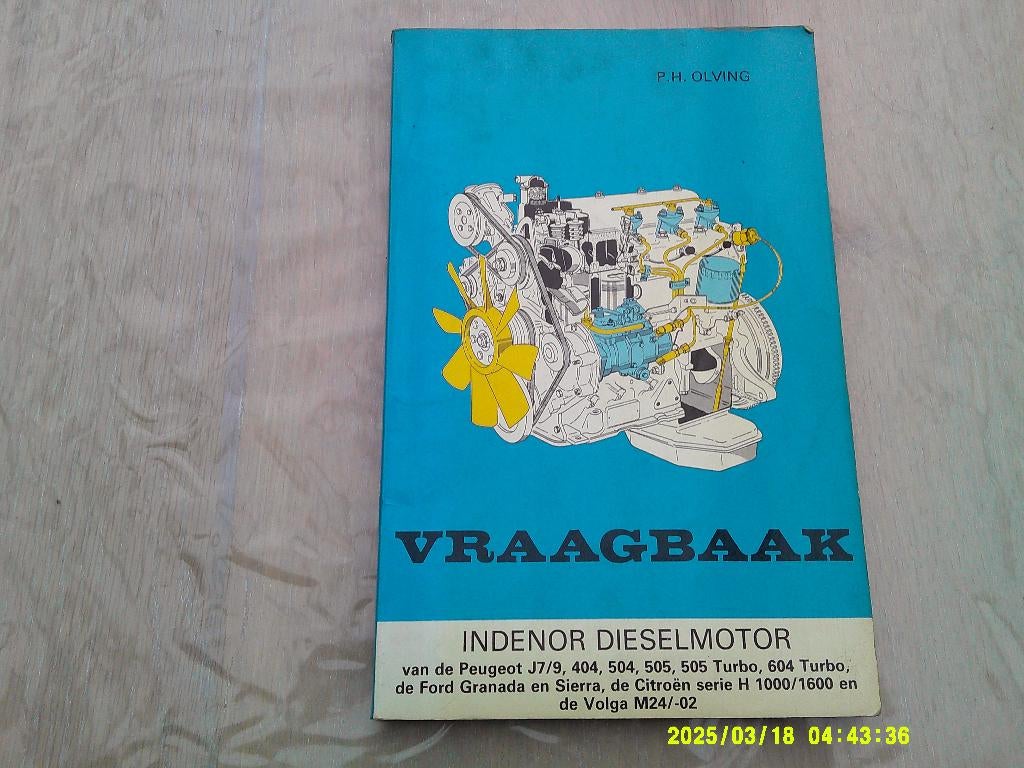 P.H. OLVING
VRAAGBAAK
INDENOR DIESELMOTOR
van de Peugeot J7/9, 404, 504, 505, 505 Turbo, 604 Turbo,
de Ford Granada en Sierra, de Citroën serie H 1000/1600 en
de Volga M24/-02
2025/03/18 04:43:36